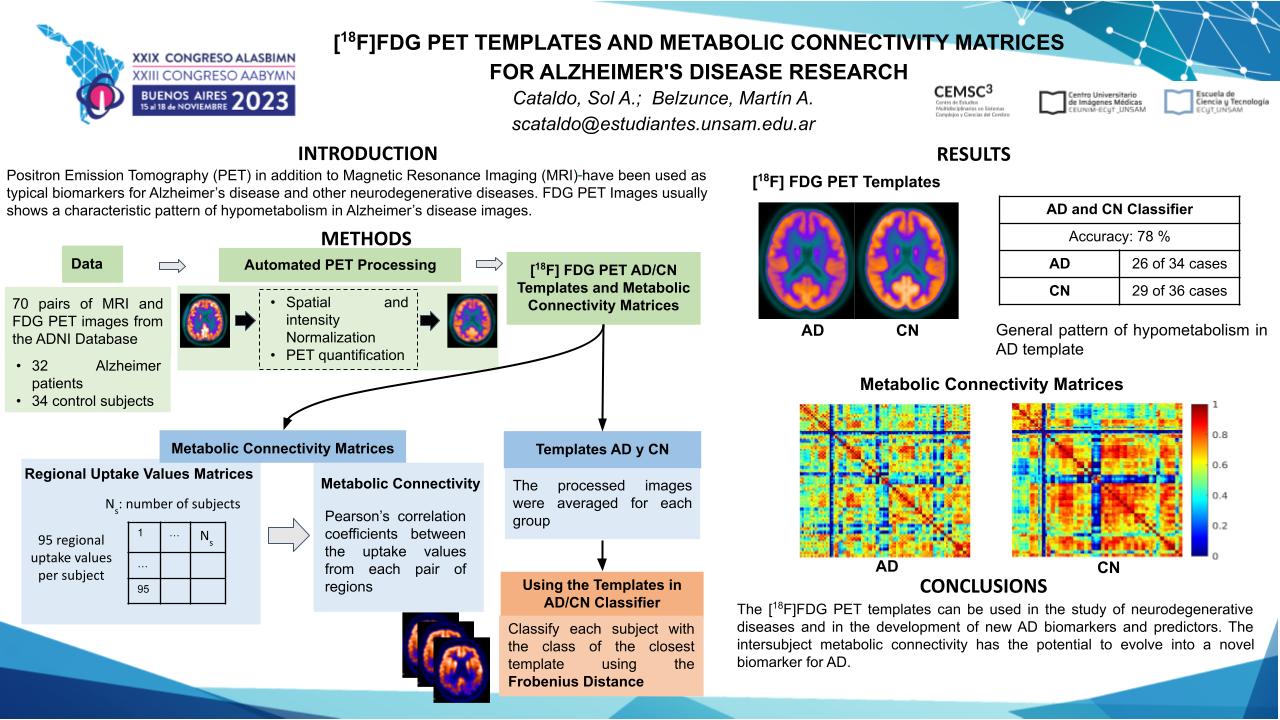 XXIX CONGRESO ALASBIMN
XXIII CONGRESO AABYMN
BUENOS AIRES
15 al 18 de NOVIEMBRE
2023
[18F]FDG PET TEMPLATES AND METABOLIC CONNECTIVITY MATRICES
FOR ALZHEIMER'S DISEASE RESEARCH
Cataldo, Sol A.; Belzunce, Martín A.
scataldo@estudiantes.unsam.edu.ar
CEMSC3
Centro de Estudios
Multidisciplinarios en Sistemas
Complejos y Ciencias del Cerebro
Centro Universitario
de Imágenes Médicas
CEUNIM-ECyT_UNSAM
Escuela de
Ciencia y Tecnología
ECyT_UNSAM
INTRODUCTION
Positron Emission Tomography (PET) in addition to Magnetic Resonance Imaging (MRI)-have been used as
typical biomarkers for Alzheimer’s disease and other neurodegenerative diseases. FDG PET Images usually
shows a characteristic pattern of hypometabolism in Alzheimer’s disease images.
METHODS
Data
70 pairs of MRI and
FDG PET images from
the ADNI Database
• 32 Alzheimer
patients
• 34 control subjects
Automated PET Processing
• Spatial and
intensity
Normalization
• PET quantification
[18F] FDG PET AD/CN
Templates and Metabolic
Connectivity Matrices
Metabolic Connectivity Matrices
Regional Uptake Values Matrices
Ns: number of subjects
95 regional
uptake values
per subject
1 ... Ns
...
95
Metabolic Connectivity
Pearson’s correlation
coefficients between
the uptake values
from each pair of
regions
Templates AD y CN
The processed images
were averaged for each
group
Using the Templates in
AD/CN Classifier
Classify each subject with
the class of the closest
template using the
Frobenius Distance
RESULTS
[18F] FDG PET Templates
AD CN
AD and CN Classifier
Accuracy: 78 %
AD 26 of 34 cases
CN 29 of 36 cases
General pattern of hypometabolism in
AD template
Metabolic Connectivity Matrices
1
0.8
0.6
0.4
0.2
0
AD CN
CONCLUSIONS
The [18F]FDG PET templates can be used in the study of neurodegenerative
diseases and in the development of new AD biomarkers and predictors. The
intersubject metabolic connectivity has the potential to evolve into a novel
biomarker for AD.